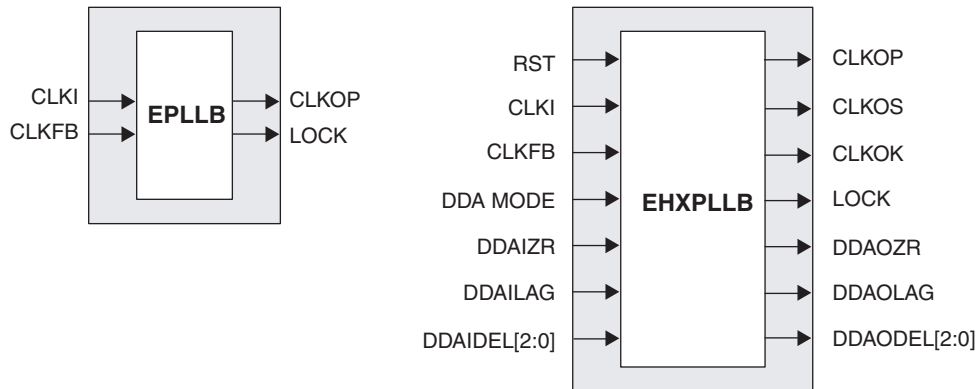 CLKI
CLKFB
EPLLB
CLKOP
LOCK
RST
CLKI
CLKFB
DDA MODE
DDAIZR
DDAILAG
DDAIDEL[2:0]
EHXPLLB
CLKOP
CLKOS
CLKOK
LOCK
DDAOZR
DDAOLAG
DDAODEL[2:0]